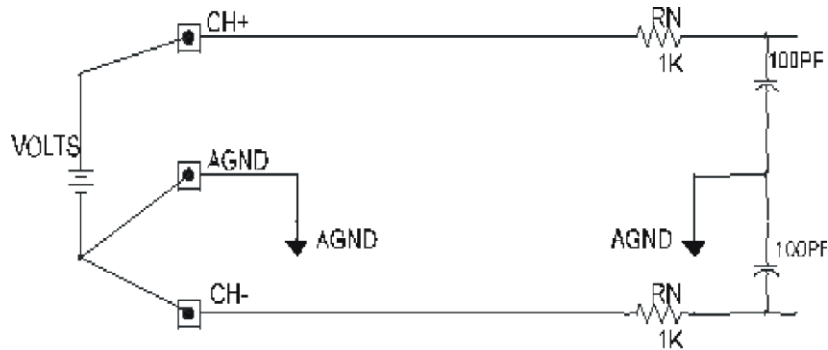 CH+
RN
1K
100PF
VOLTS
AGND
AGND
AGND
100PF
CH-
RN
1K